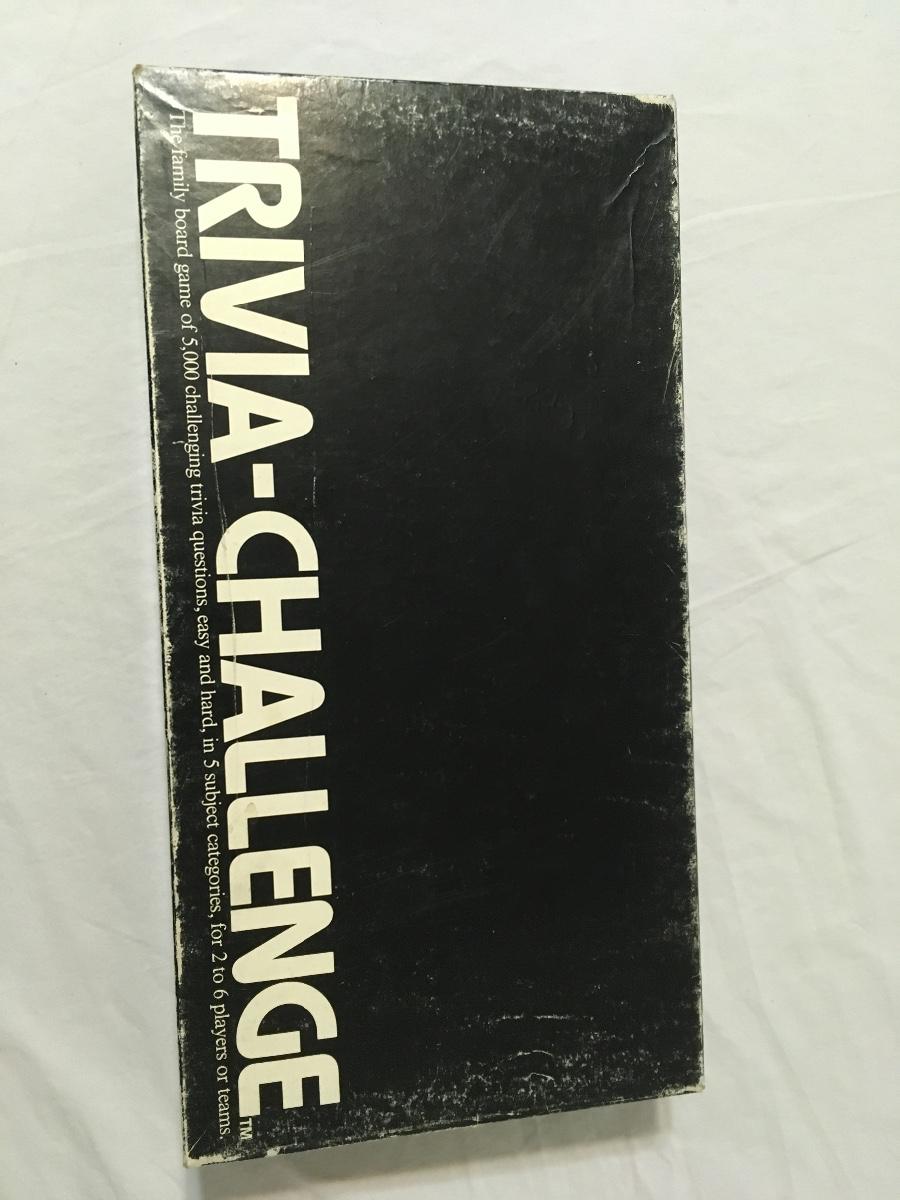 TRIVIA-CHALLENGE™
The family board game of 5,000 challenging trivia questions, easy and hard, in 5 subject categories, for 2 to 6 players or teams.